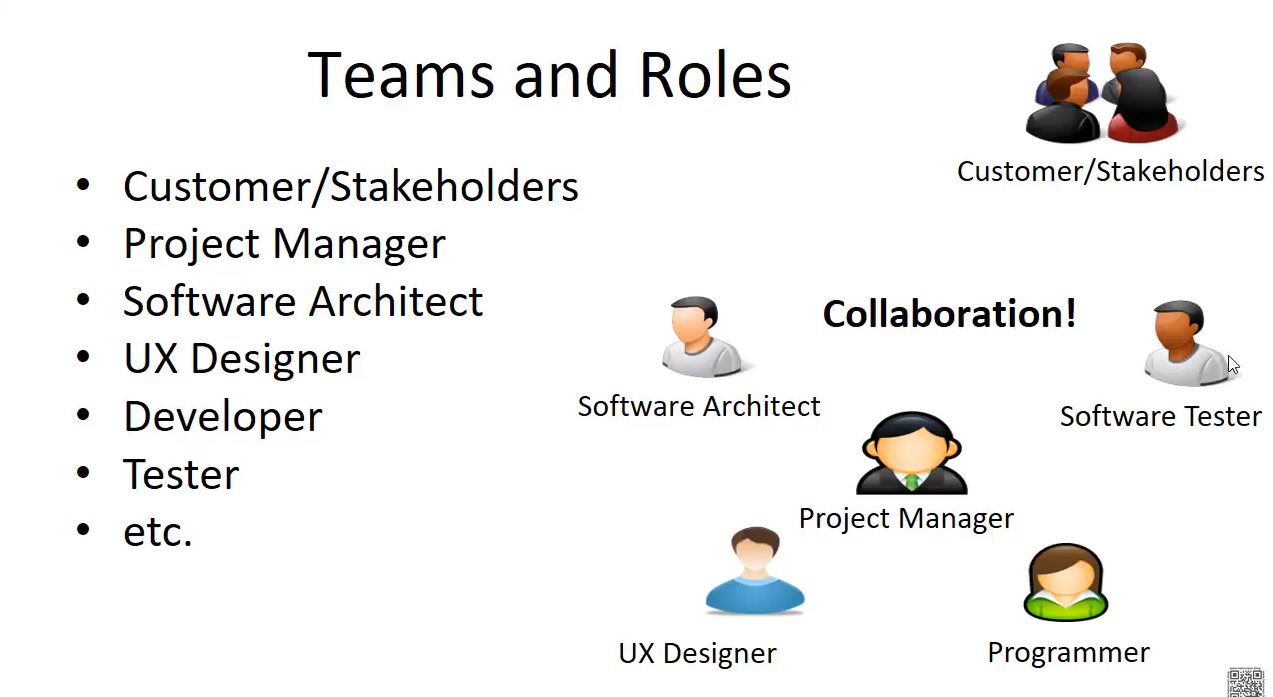 Teams and Roles
• Customer/Stakeholders
• Project Manager
• Software Architect
• UX Designer
• Developer
• Tester
• etc.
Customer/Stakeholders
Collaboration!
Software Architect
Software Tester
Project Manager
UX Designer
Programmer